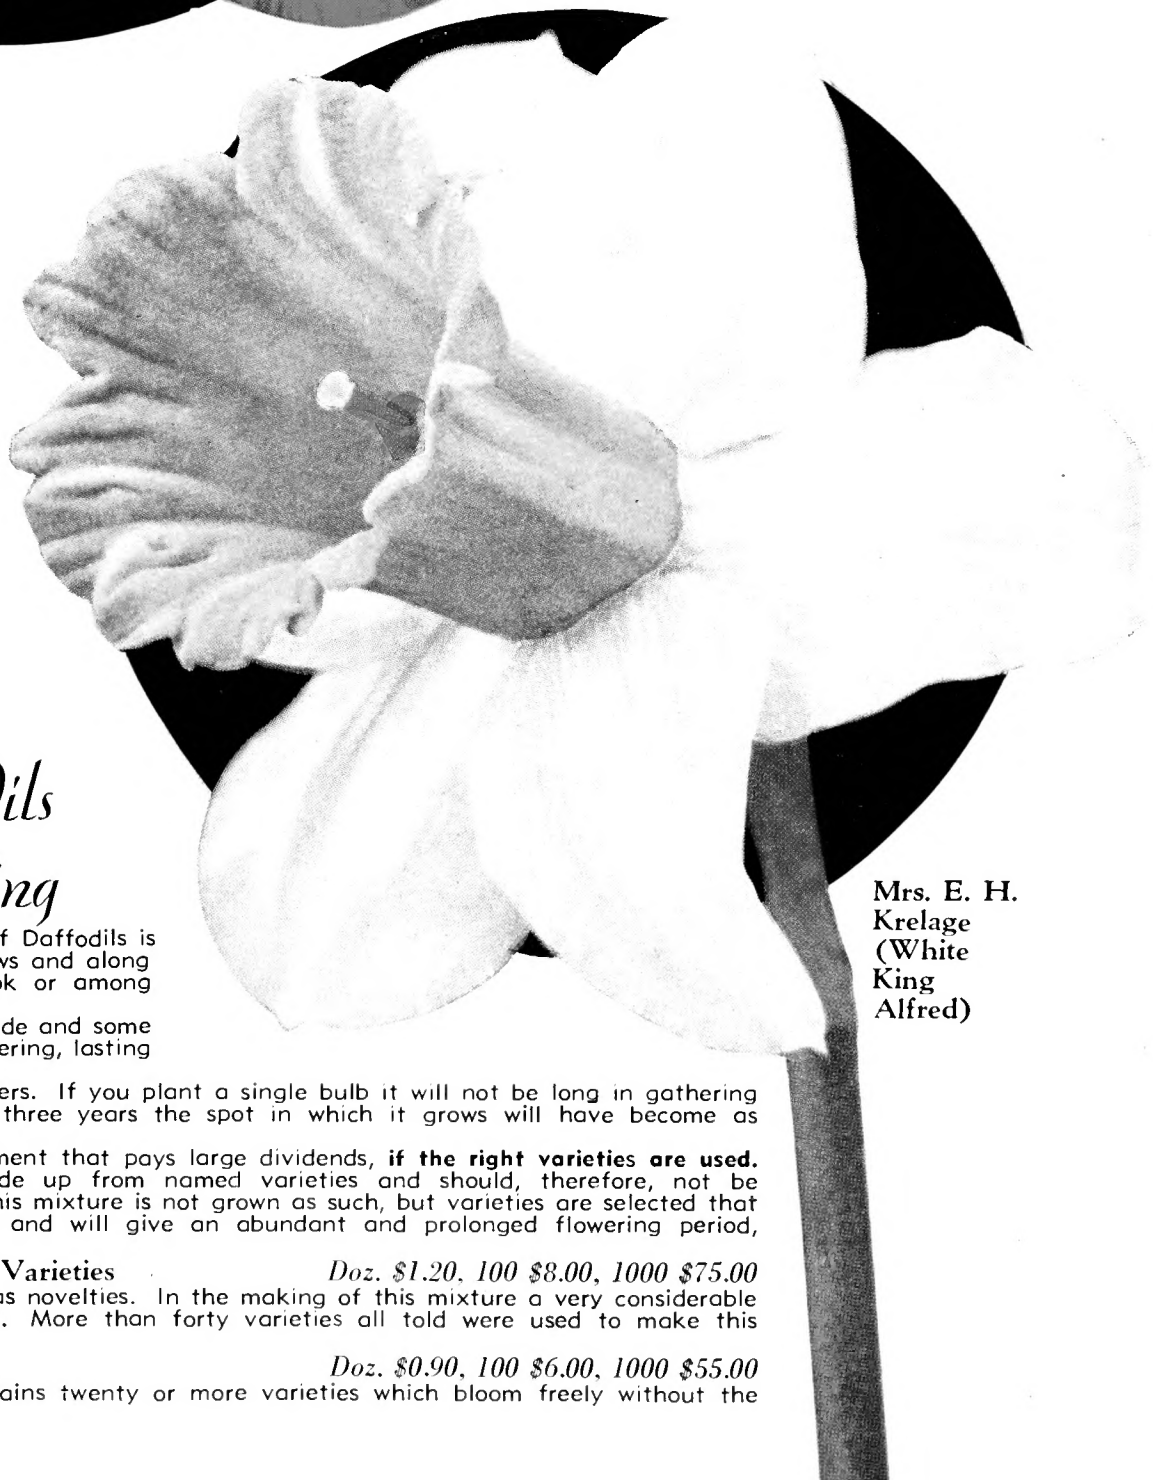 ils
ng
f Daffodils is
ws and along
ok or among
de and some
ering, lasting
ers. If you plant a single bulb it will not be long in gathering
three years the spot in which it grows will have become as
ment that pays large dividends, if the right varieties are used.
de up from named varieties and should, therefore, not be
his mixture is not grown as such, but varieties are selected that
and will give an abundant and prolonged flowering period,
Varieties Doz. $1.20, 100 $8.00, 1000 $75.00
as novelties. In the making of this mixture a very considerable
. More than forty varieties all told were used to make this
Doz. $0.90, 100 $6.00, 1000 $55.00
ains twenty or more varieties which bloom freely without the
Mrs. E. H.
Krelage
(White
King
Alfred)